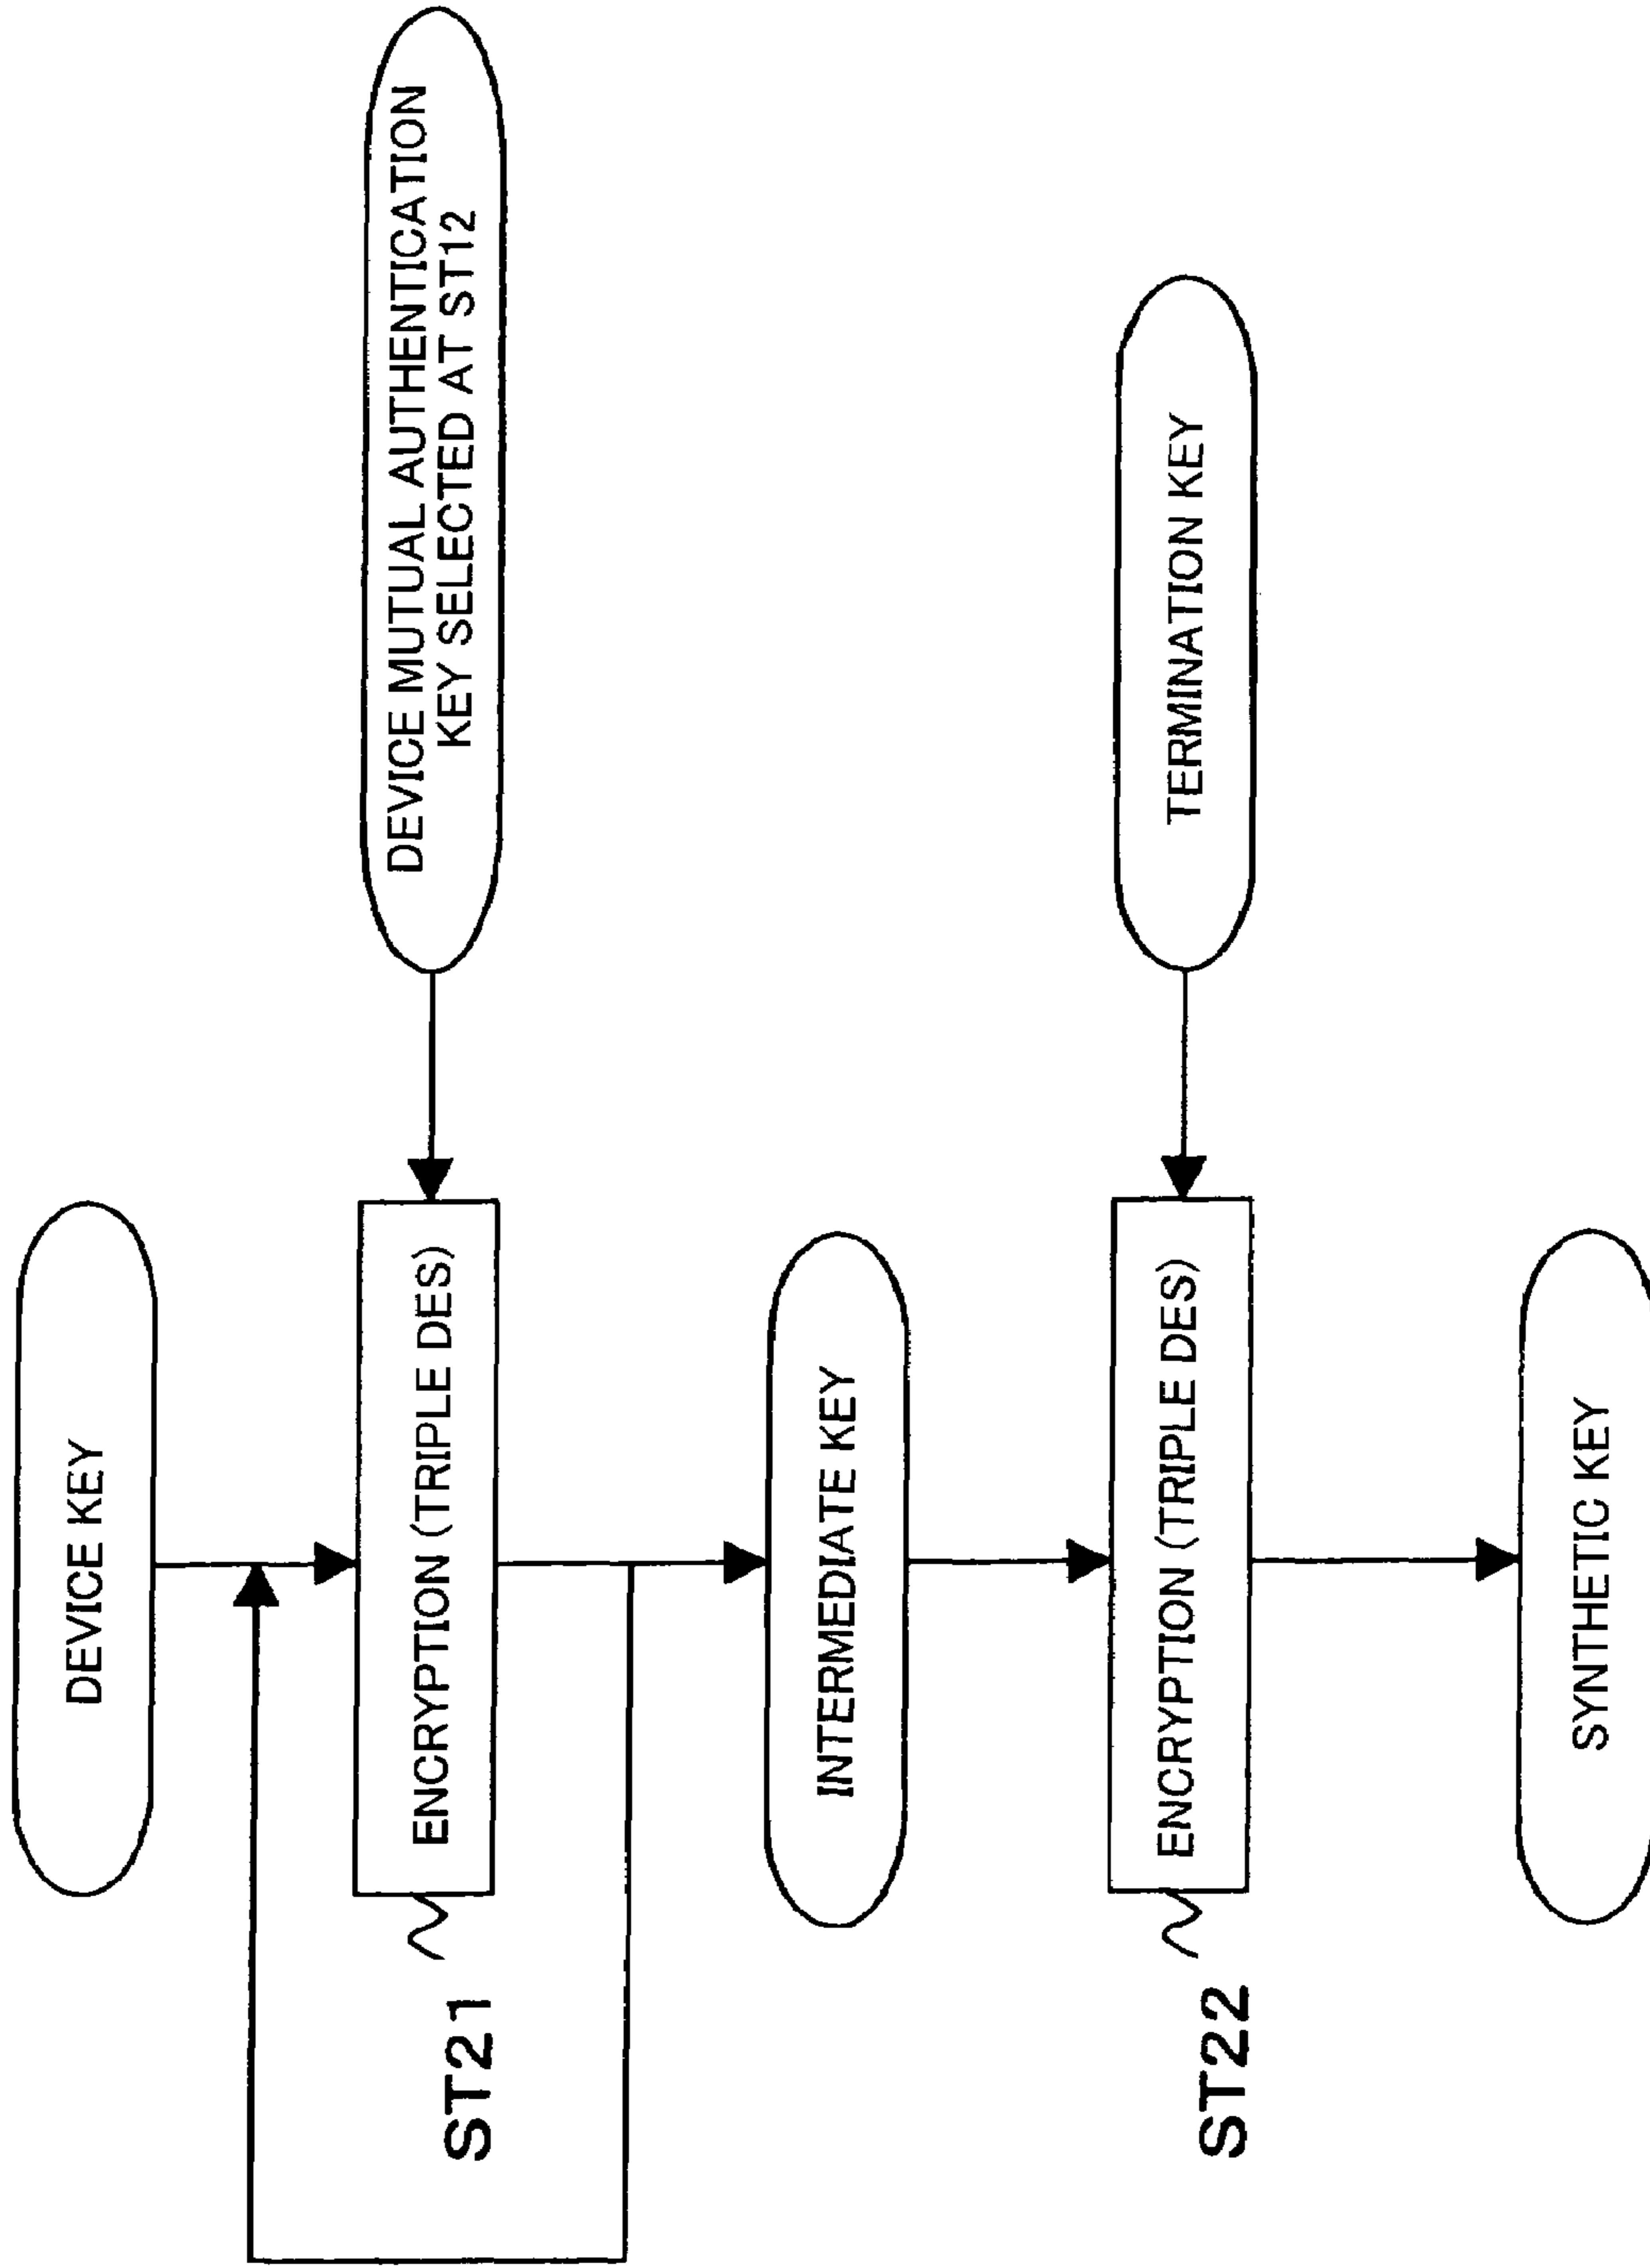 DEVICE KEY
DEVICE MUTUAL AUTHENTICATION
KEY SELECTED AT ST12
ST21
ENCRYPTION (TRIPLE DES)
INTERMEDIATE KEY
TERMINATION KEY
ST22
ENCRYPTION (TRIPLE DES)
SYNTHETIC KEY